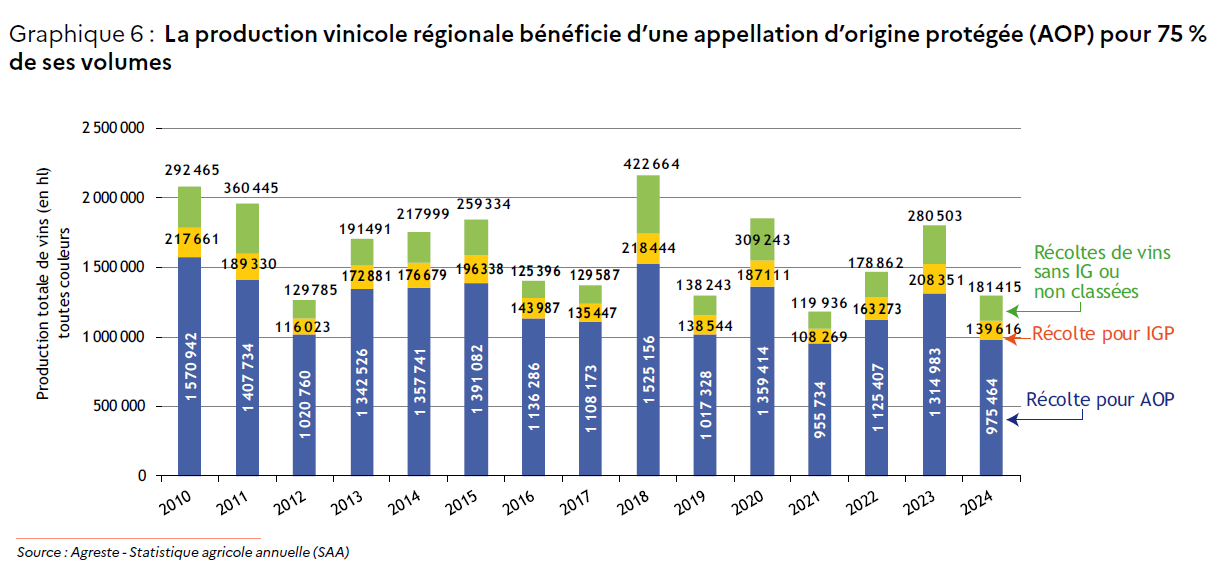 Graphique 6 : La production vinicole régionale bénéficie d’une appellation d’origine protégée (AOP) pour 75 %
de ses volumes
Production totale de vins (en hl)
toutes couleurs
2 500 000
2 000 000
1 500 000
1 000 000
500 000
0
292 465
217 661
1 570 942
360 445
189 330
1 407 734
129 785
116 023
1 020 760
191 491
172 881
1 342 526
217 999
176 679
1 357 741
259 334
196 338
1 391 082
125 396
143 987
1 136 286
129 587
135 447
1 108 173
422 664
218 444
1 525 156
138 243
138 544
1 017 328
309 243
187 111
1 359 414
119 936
108 269
955 734
178 862
163 273
1 125 407
280 503
208 351
1 314 983
181 415
139 616
975 464
Récoltes de vins
sans IG ou
non classées
Récolte pour IGP
Récolte pour AOP
2010
2011
2012
2013
2014
2015
2016
2017
2018
2019
2020
2021
2022
2023
2024
Source : Agreste - Statistique agricole annuelle (SAA)